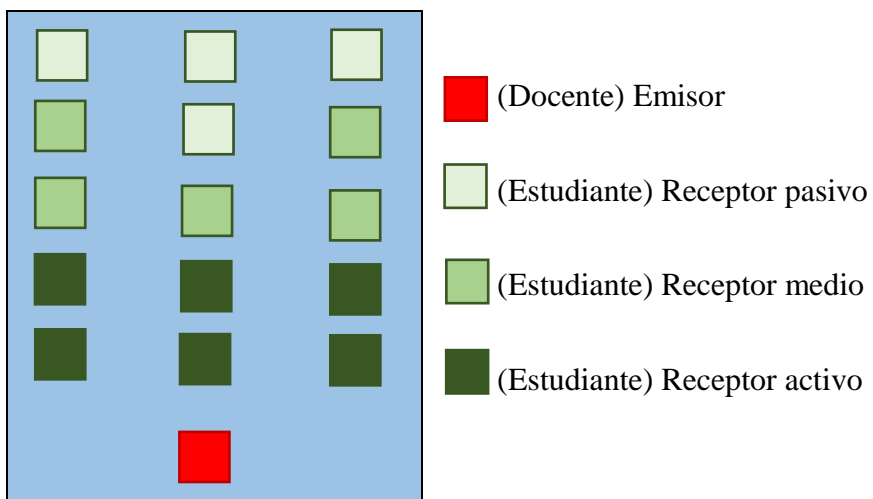 (Docente) Emisor
(Estudiante) Receptor pasivo
(Estudiante) Receptor medio
(Estudiante) Receptor activo